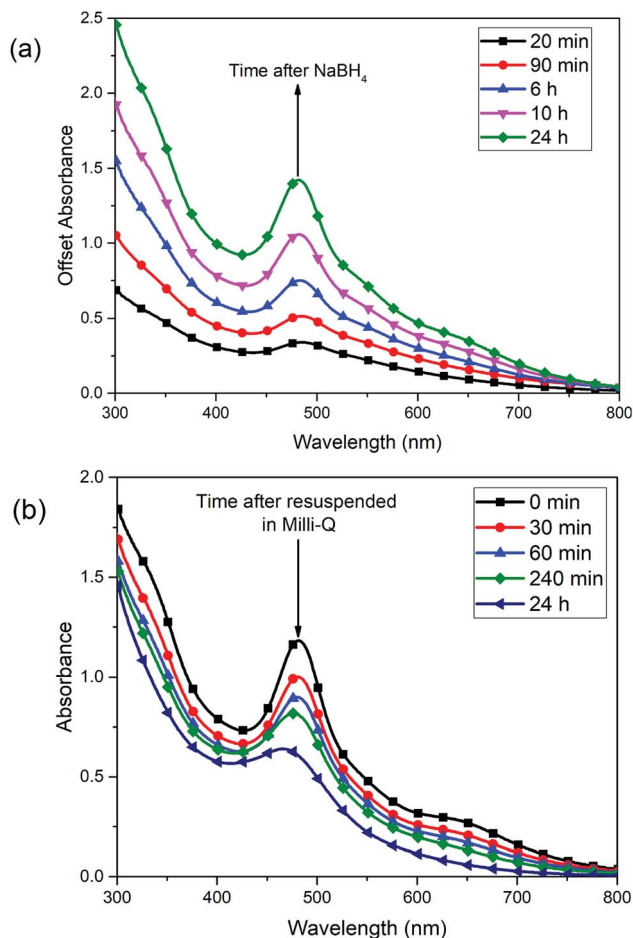 (a)
2.5
2.0
1.5
1.0
0.5
0.0
Offset Absorbance
Time after NaBH4
20 min
90 min
6 h
10 h
24 h
300 400 500 600 700 800
Wavelength (nm)
(b)
2.0
1.5
1.0
0.5
0.0
Absorbance
Time after resuspended
in Milli-Q
0 min
30 min
60 min
240 min
24 h
300 400 500 600 700 800
Wavelength (nm)